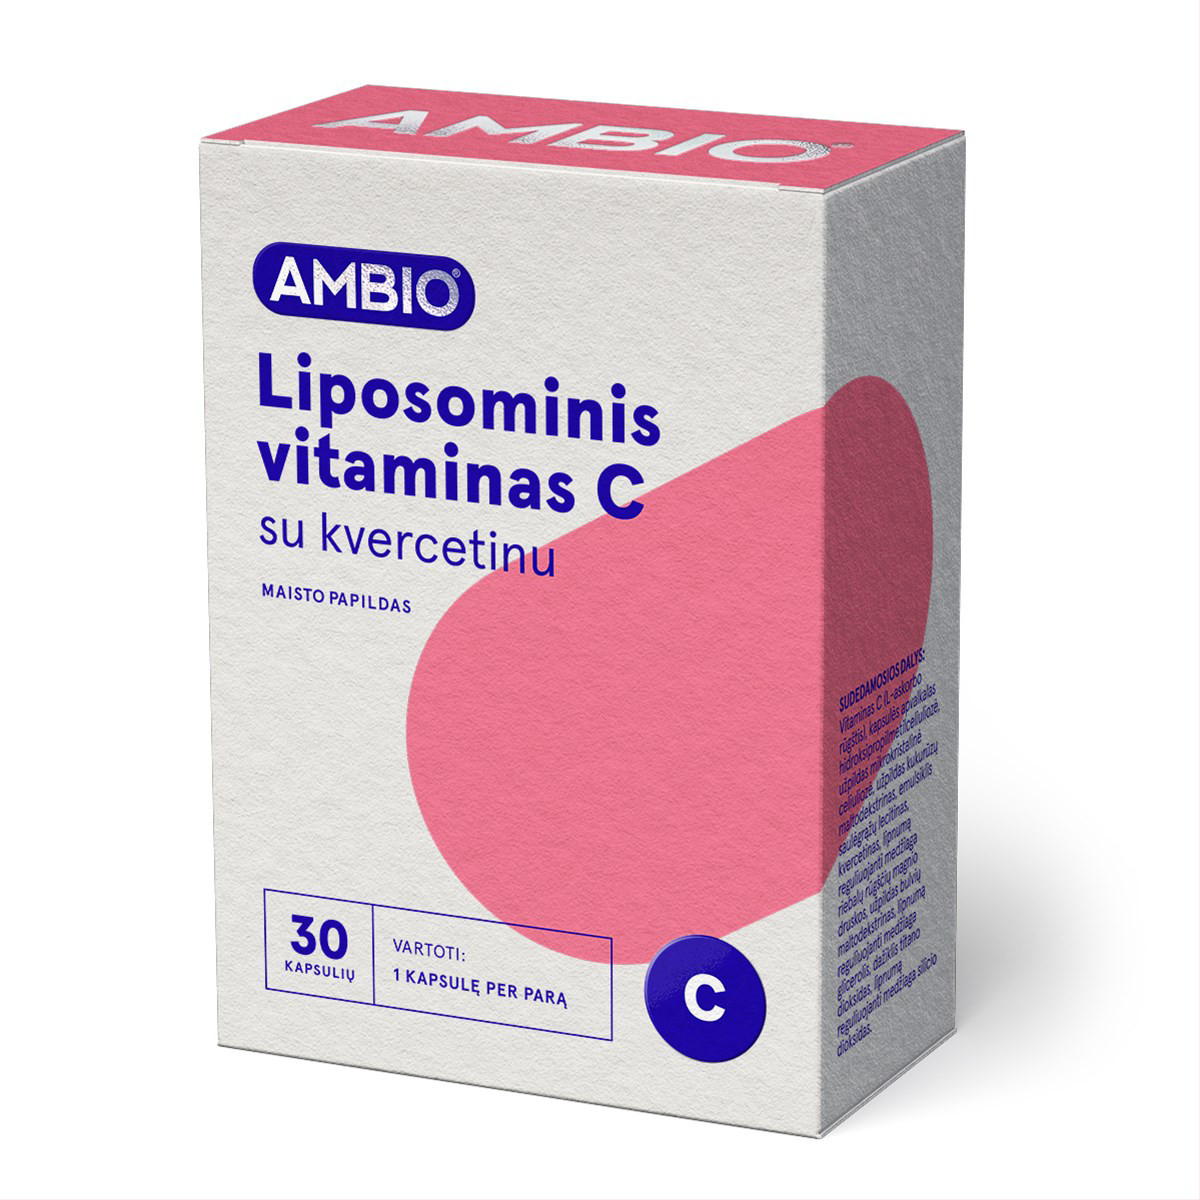 AMBIO®
AMBIO®
Liposominis
vitaminas C
su kvercetinu
MAISTO PAPILDAS
30
KAPSULIŲ
VARTOTI:
1 KAPSULĘ PER PARĄ
C
SUDEDAMOSIOS DALYS:
Vitaminas C (L-askorbo
rūgštis), kapsulės apvalkalas
hidroksipropilmetilceliuliozė,
užpildas mikrokristalinė
celiuliozė, užpildas kukurūzų
maltodekstrinas, emulsiklis
saulėgrąžų lecitinas,
kvercetinas, lipnumą
reguliuojanti medžiaga
riebalų rūgščių magnio
druskos, užpildas bulvių
maltodekstrinas, lipnumą
reguliuojanti medžiaga
glicerolis, dažiklis titano
dioksidas, lipnumą
reguliuojanti medžiaga silicio
dioksidas.